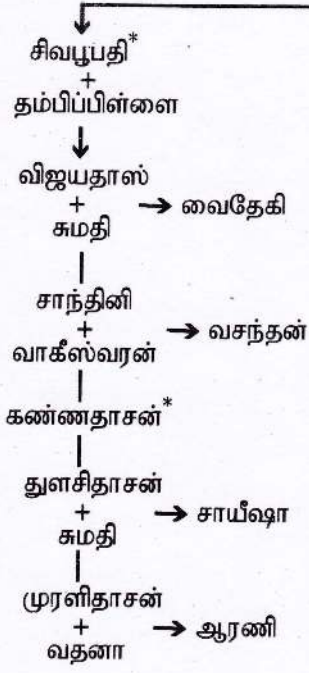 சிவபூபதி*
+
தம்பிப்பிள்ளை
விஜயதாஸ்
+ → வைதேகி
சுமதி
சாந்தினி
+ → வசந்தன்
வாகீஸ்வரன்
கண்ணதாசன்*
துளசிதாசன்
+ → சாயீஷா
சுமதி
முரளிதாசன்
+ → ஆரணி
வதனா